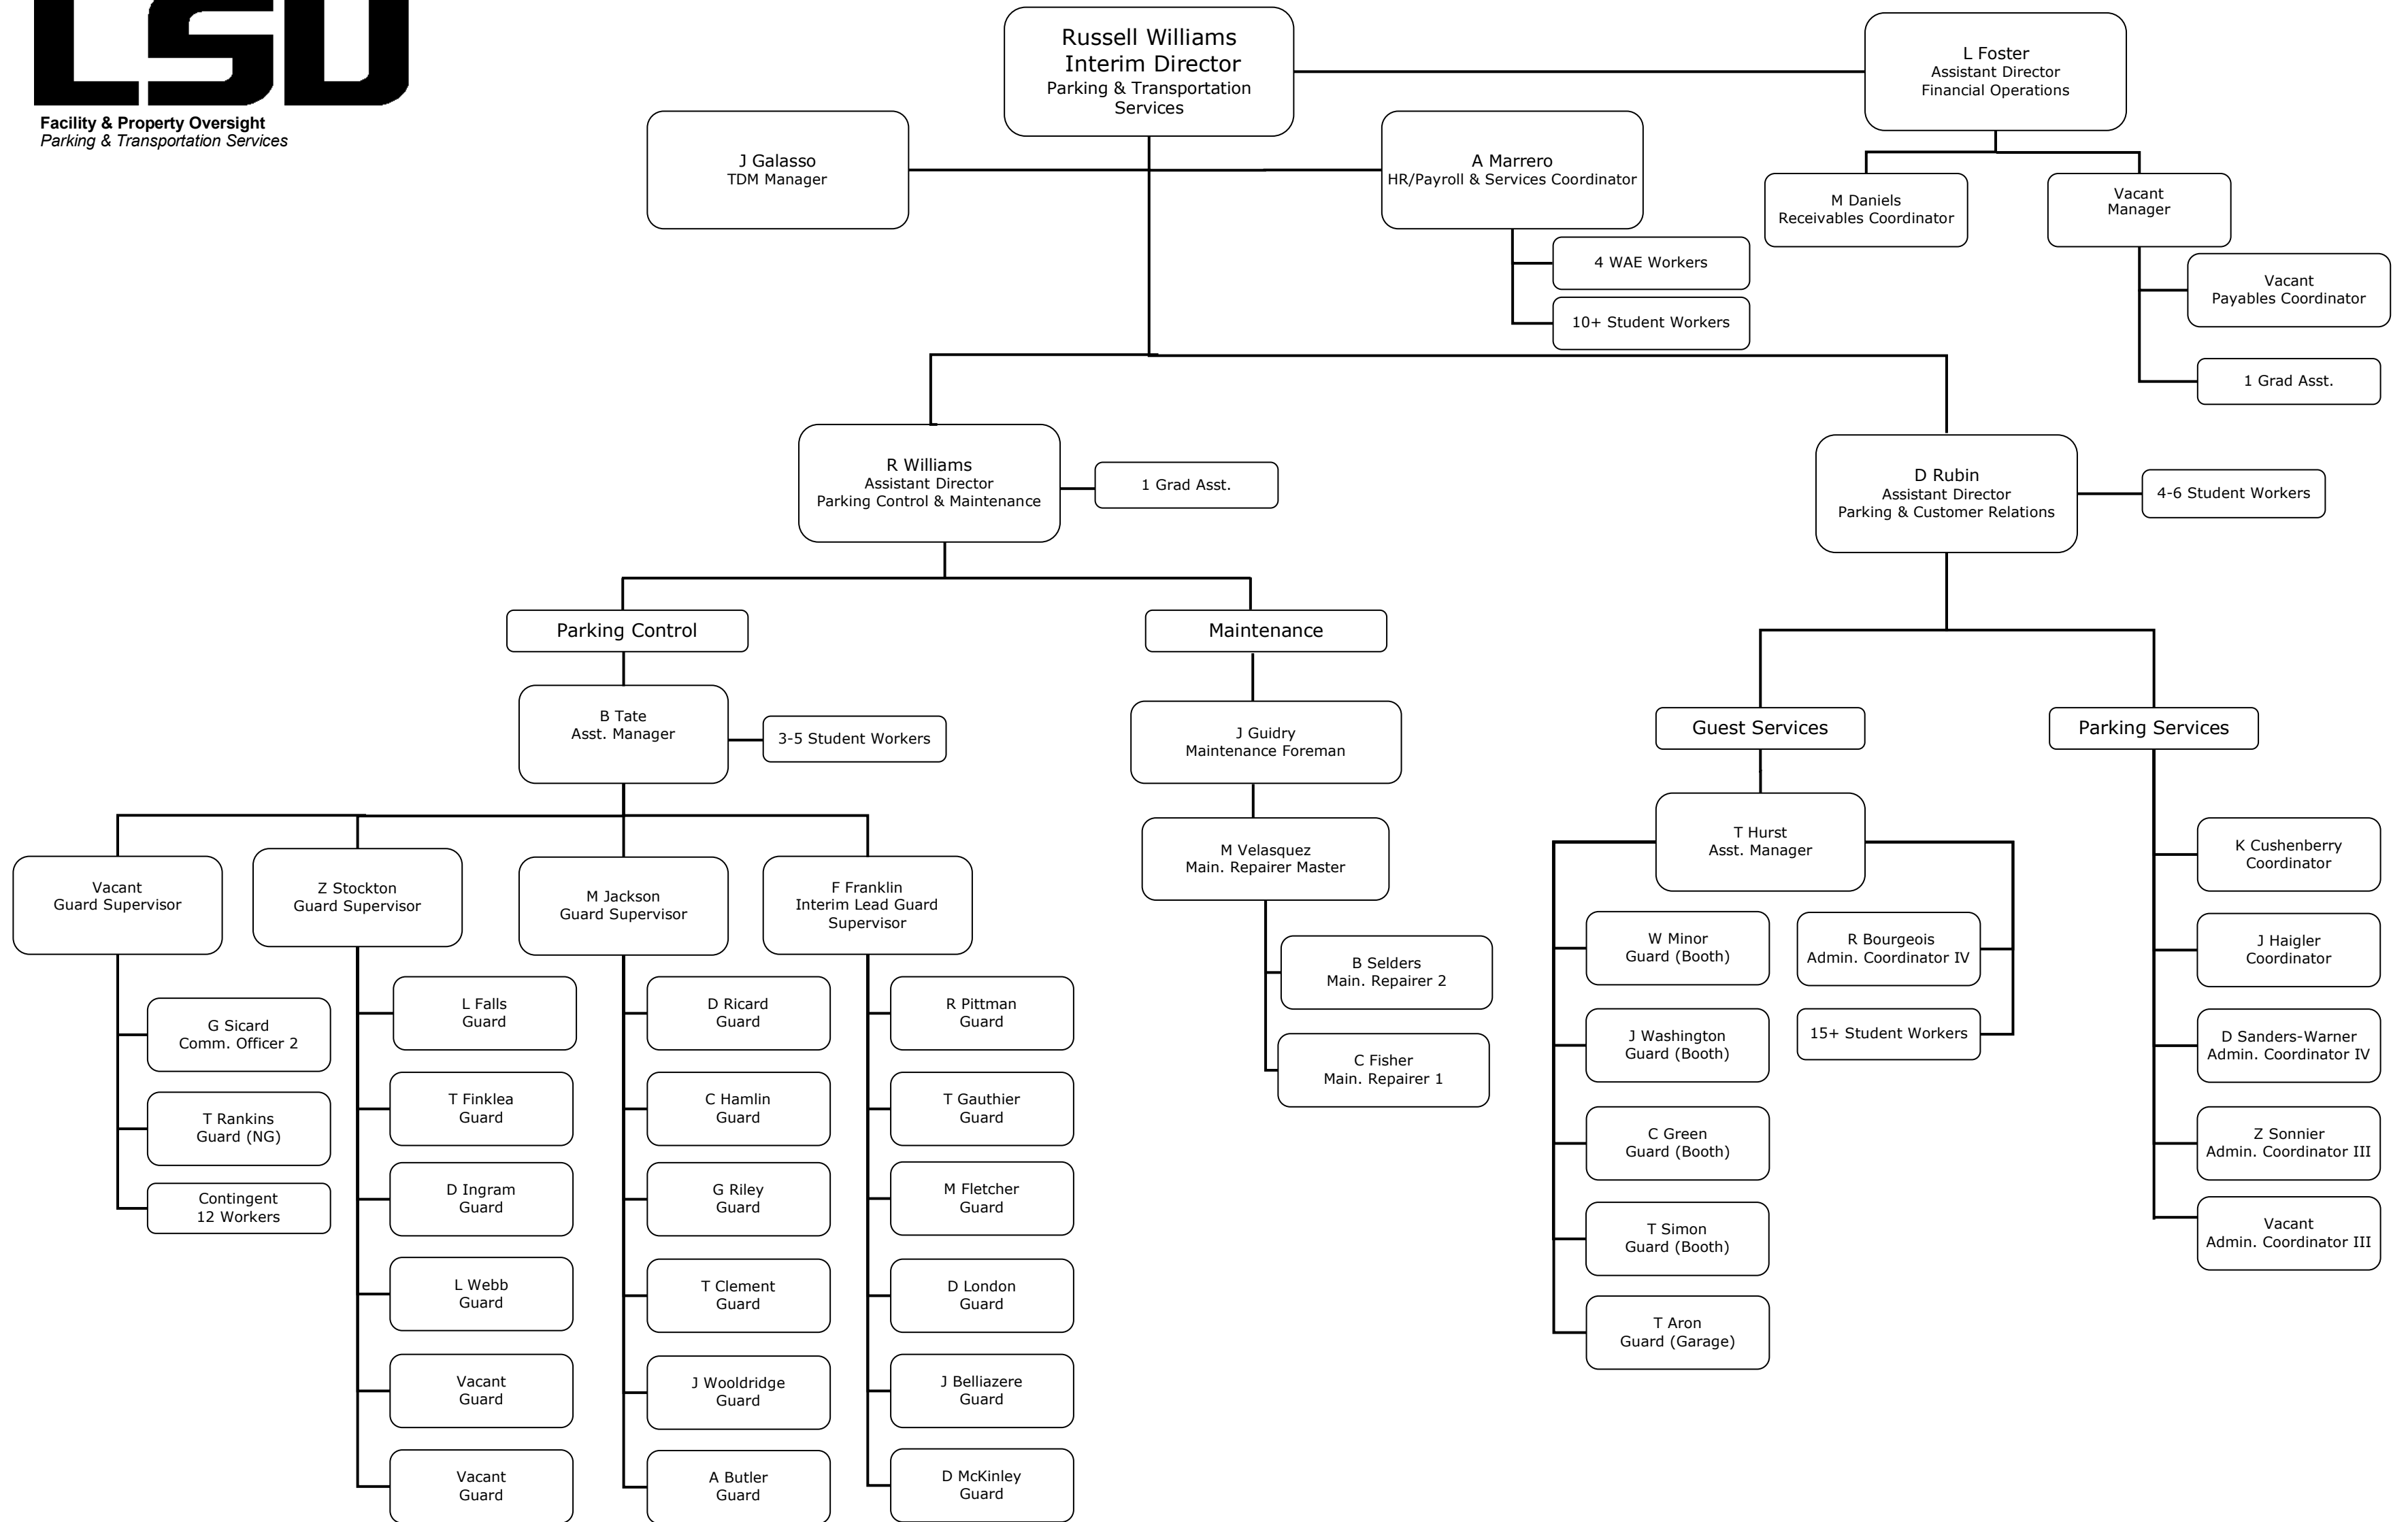 LSU
Facility & Property Oversight
Parking & Transportation Services
Russell Williams
Interim Director
Parking & Transportation
Services
L Foster
Assistant Director
Financial Operations
J Galasso
TDM Manager
A Marrero
HR/Payroll & Services Coordinator
4 WAE Workers
10+ Student Workers
M Daniels
Receivables Coordinator
Vacant
Manager
Vacant
Payables Coordinator
1 Grad Asst.
R Williams
Assistant Director
Parking Control & Maintenance
1 Grad Asst.
D Rubin
Assistant Director
Parking & Customer Relations
4-6 Student Workers
Parking Control
Maintenance
B Tate
Asst. Manager
3-5 Student Workers
J Guidry
Maintenance Foreman
M Velasquez
Main. Repairer Master
B Selders
Main. Repairer 2
C Fisher
Main. Repairer 1
Vacant
Guard Supervisor
G Sicard
Comm. Officer 2
T Rankins
Guard (NG)
Contingent
12 Workers
Z Stockton
Guard Supervisor
L Falls
Guard
T Finklea
Guard
D Ingram
Guard
L Webb
Guard
Vacant
Guard
Vacant
Guard
M Jackson
Guard Supervisor
D Ricard
Guard
C Hamlin
Guard
G Riley
Guard
T Clement
Guard
J Wooldridge
Guard
A Butler
Guard
F Franklin
Interim Lead Guard
Supervisor
R Pittman
Guard
T Gauthier
Guard
M Fletcher
Guard
D London
Guard
J Belliazere
Guard
D McKinley
Guard
Guest Services
T Hurst
Asst. Manager
W Minor
Guard (Booth)
J Washington
Guard (Booth)
C Green
Guard (Booth)
T Simon
Guard (Booth)
T Aron
Guard (Garage)
R Bourgeois
Admin. Coordinator IV
15+ Student Workers
Parking Services
K Cushenberry
Coordinator
J Haigler
Coordinator
D Sanders-Warner
Admin. Coordinator IV
Z Sonnier
Admin. Coordinator III
Vacant
Admin. Coordinator III